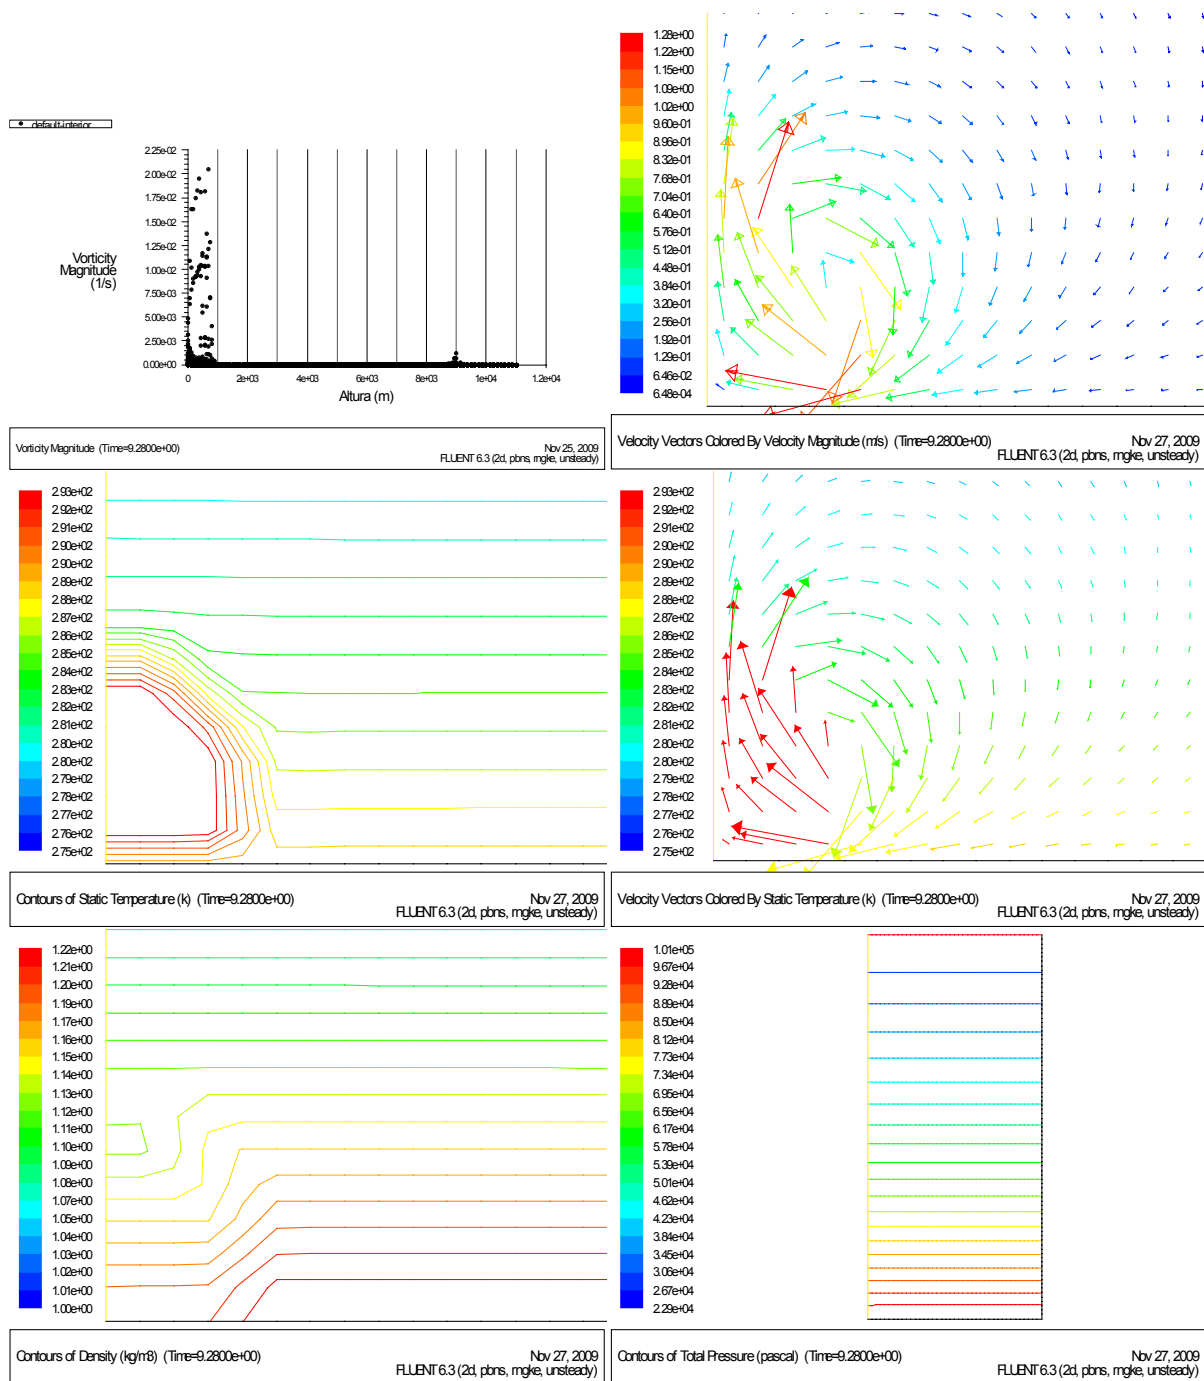 default-interior
2.25e-02
2.00e-02
1.75e-02
1.50e-02
1.25e-02
1.00e-02
7.50e-03
5.00e-03
2.50e-03
0.00e+00
Vorticity
Magnitude
(1/s)
0 2e+03 4e+03 6e+03 8e+03 1e+04 1.2e+04
Altura (m)
Vorticity Magnitude (Time=9.2800e+00) Nov 25, 2009
FLUENT 6.3 (2d, pbns, rngke, unsteady)
1.28e+00
1.22e+00
1.15e+00
1.09e+00
1.02e+00
9.60e-01
8.96e-01
8.32e-01
7.68e-01
7.04e-01
6.40e-01
5.76e-01
5.12e-01
4.48e-01
3.84e-01
3.20e-01
2.56e-01
1.92e-01
1.29e-01
6.46e-02
6.48e-04
Velocity Vectors Colored By Velocity Magnitude (m/s) (Time=9.2800e+00) Nov 27, 2009
FLUENT 6.3 (2d, pbns, rngke, unsteady)
2.93e+02
2.92e+02
2.91e+02
2.90e+02
2.90e+02
2.89e+02
2.88e+02
2.87e+02
2.86e+02
2.85e+02
2.84e+02
2.83e+02
2.82e+02
2.81e+02
2.80e+02
2.80e+02
2.79e+02
2.78e+02
2.77e+02
2.76e+02
2.75e+02
Contours of Static Temperature (k) (Time=9.2800e+00) Nov 27, 2009
FLUENT 6.3 (2d, pbns, rngke, unsteady)
2.93e+02
2.92e+02
2.91e+02
2.90e+02
2.90e+02
2.89e+02
2.88e+02
2.87e+02
2.86e+02
2.85e+02
2.84e+02
2.83e+02
2.82e+02
2.81e+02
2.80e+02
2.80e+02
2.79e+02
2.78e+02
2.77e+02
2.76e+02
2.75e+02
Velocity Vectors Colored By Static Temperature (k) (Time=9.2800e+00) Nov 27, 2009
FLUENT 6.3 (2d, pbns, rngke, unsteady)
1.22e+00
1.21e+00
1.20e+00
1.19e+00
1.17e+00
1.16e+00
1.15e+00
1.14e+00
1.13e+00
1.12e+00
1.11e+00
1.10e+00
1.09e+00
1.08e+00
1.07e+00
1.05e+00
1.04e+00
1.03e+00
1.02e+00
1.01e+00
1.00e+00
Contours of Density (kg/m3) (Time=9.2800e+00) Nov 27, 2009
FLUENT 6.3 (2d, pbns, rngke, unsteady)
1.01e+05
9.67e+04
9.28e+04
8.89e+04
8.50e+04
8.12e+04
7.73e+04
7.34e+04
6.95e+04
6.56e+04
6.17e+04
5.78e+04
5.39e+04
5.01e+04
4.62e+04
4.23e+04
3.84e+04
3.45e+04
3.06e+04
2.67e+04
2.29e+04
Contours of Total Pressure (pascal) (Time=9.2800e+00) Nov 27, 2009
FLUENT 6.3 (2d, pbns, rngke, unsteady)